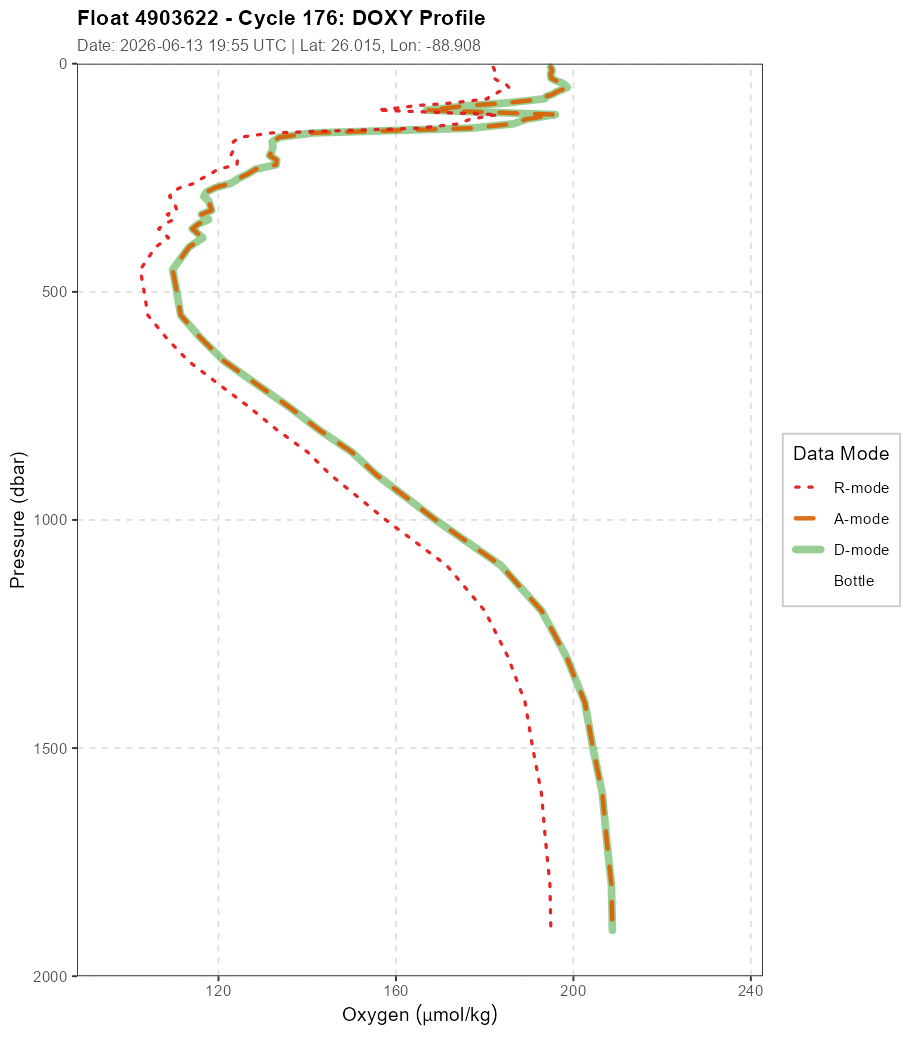 Float 4903622 - Cycle 176: DOXY Profile
Date: 2026-06-13 19:55 UTC | Lat: 26.015, Lon: -88.908
0
500
1000
1500
2000
Pressure (dbar)
120
160
200
240
Oxygen (μmol/kg)
Data Mode
R-mode
A-mode
D-mode
Bottle